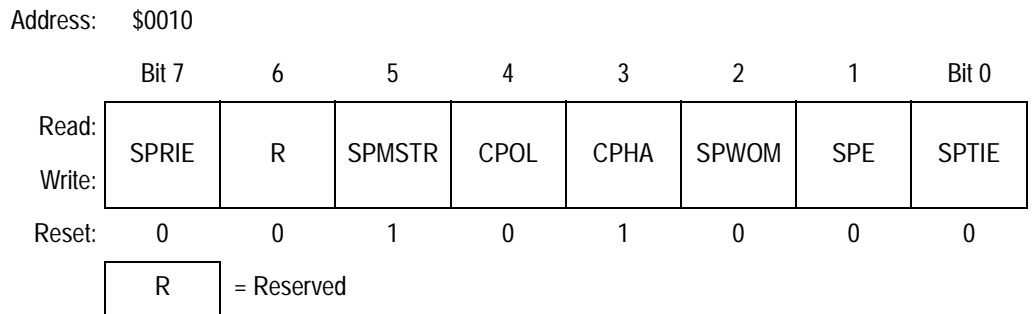 Address: $0010
Bit 7 6 5 4 3 2 1 Bit 0
Read:
SPRIE R SPMSTR CPOL CPHA SPWOM SPE SPTIE
Write:
Reset: 0 0 1 0 1 0 0 0
R = Reserved